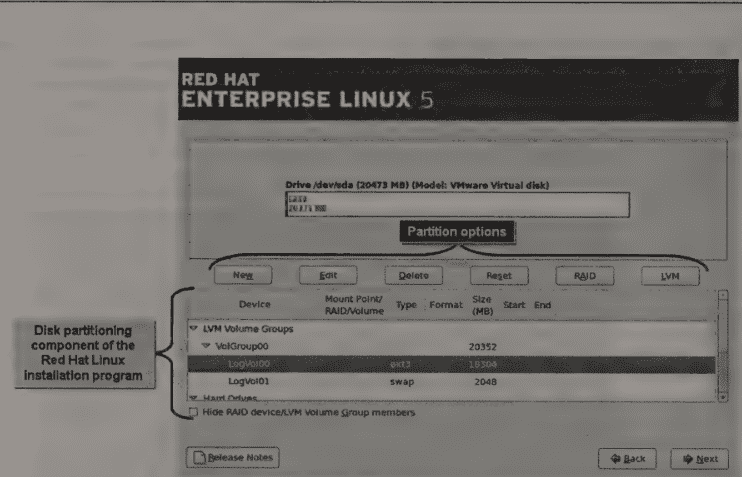 RED HAT
ENTERPRISE LINUX 5
Drive /dev/sda (20473 MB) (Model: VMware Virtual disk)
Partition options
New Edit Delete Reset RAID LVM
Device Mount Point/ RAID/Volume Type Format Size (MB) Start End
LVM Volume Groups
VolGroup00 20352
LogVol00 ext3 18304
LogVol01 swap 2048
Hard Drives
Hide RAID device/LVM Volume Group members
Disk partitioning
component of the
Red Hat Linux
installation program
Release Notes Back Next